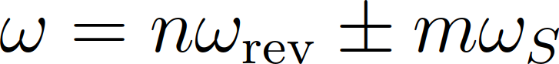 ω = nω_rev ± mω_S